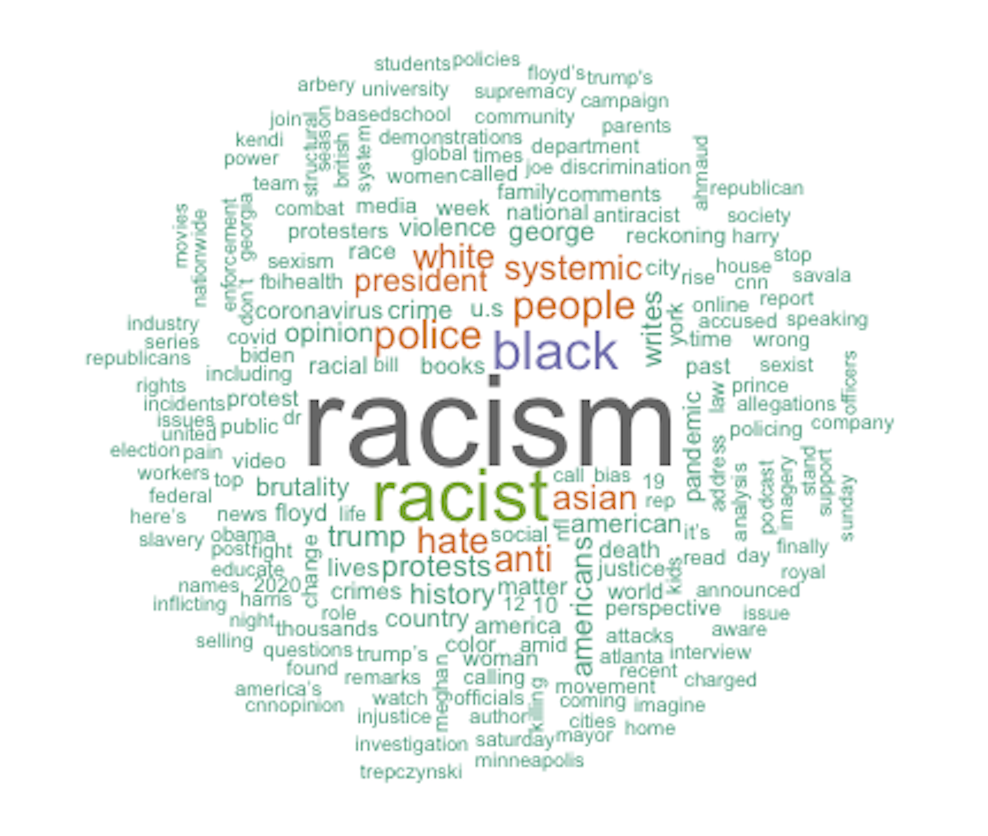 students policies
floyd's trump's
arbery university supremacy campaign
join structural season basedschool community parents
kendi british system demonstrations department
power global times joe discrimination ahmaud
team women called republican
family comments
combat media week national antiracist society
movies nationwide enforcement georgia protesters violence george reckoning harry
race white stop
sexism systemic city rise house savala
fbi health president cnn
don't coronavirus crime u.s people writes york online report
industry accused speaking
series covid opinion police time wrong
republicans biden black
including racial bill books past sexist officers
rights law prince
incidents protest racism pandemic allegations
issues dr company
united public policing
election pain address
workers video stand support
top call bias 19 analysis podcast imagery
federal brutality racist asian rep sunday
here's news floyd life
slavery obama trump hate social nfl american it's
post fight anti death read day finally
educate change lives protests justice kids royal
names 2020 crimes history matter world announced
inflicting harris 12 10 americans perspective issue
night role country
selling thousands america attacks aware
questions trump's color amid atlanta interview
found woman recent
remarks meghan calling charged
america's watch officials killing movement
cnnopinion coming imagine
injustice author cities home
investigation saturday mayor
trepczynski minneapolis